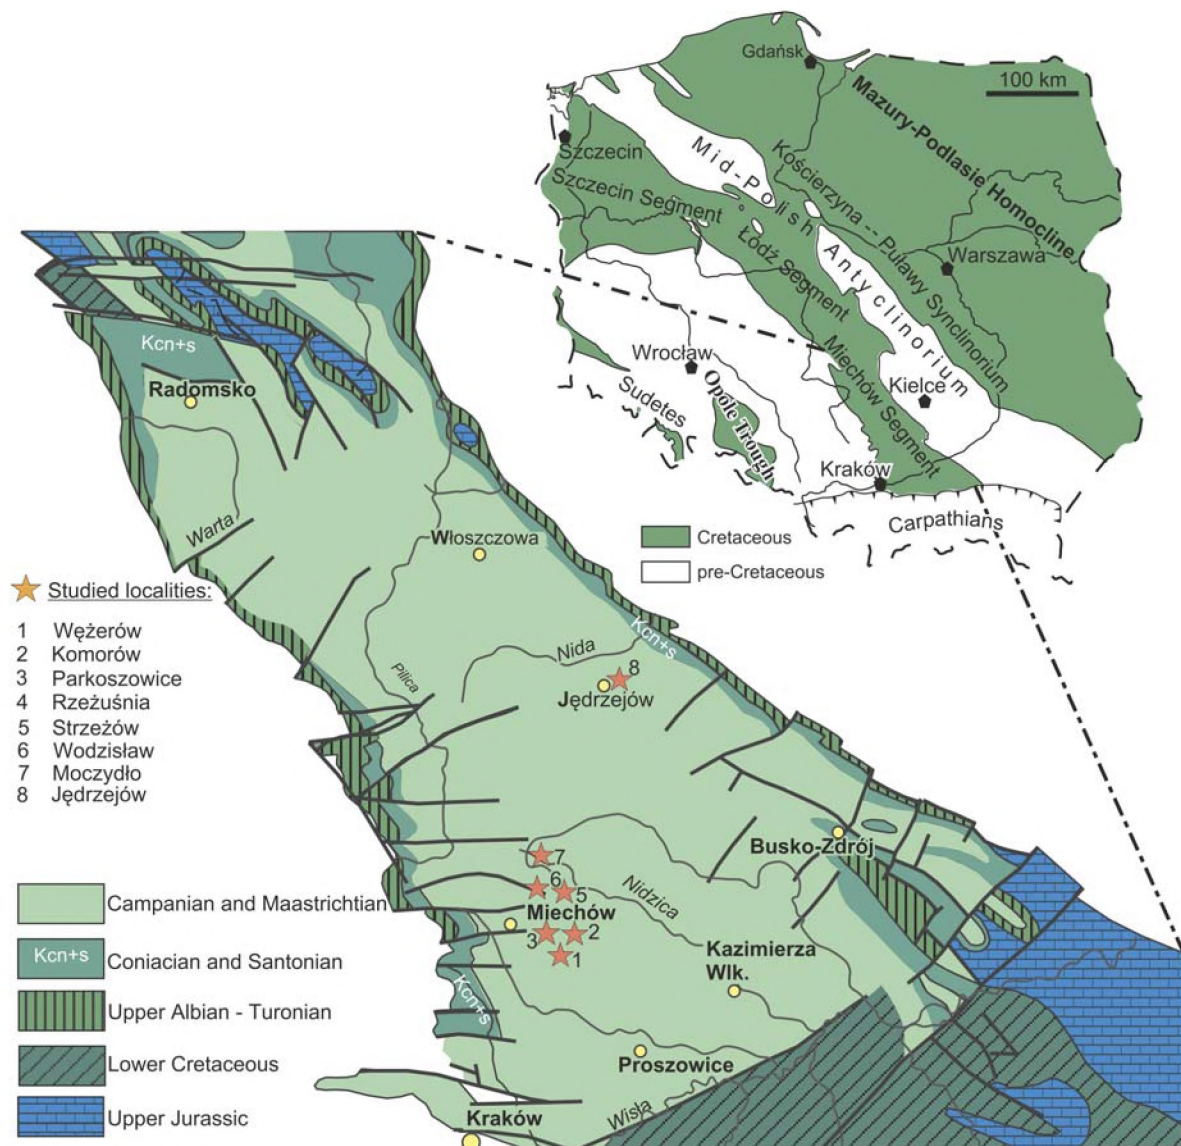 Gdańsk
100 km
Mazury-Podlasie Homocline
Szczecin
Mid-Polish Antyclinorium
Kościerzyna -- Puławy Synclinorium
Szczecin Segment
Łódź Segment
Warszawa
Miechów Segment
Wrocław
Kielce
Sudetes
Opole Trough
Kraków
Carpathians
Cretaceous
pre-Cretaceous
Kcn+s
Radomsko
Warta
Włoszczowa
Studied localities:
1 Wężerów
2 Komorów
3 Parkoszowice
4 Rzeżuśnia
5 Strzeżów
6 Wodzisław
7 Moczydło
8 Jędrzejów
Kcn+s
Nida
Pilica
8
Jędrzejów
Busko-Zdrój
7
6
5
Nidzica
Miechów
3
2
1
Kazimierza
Wlk.
Kcn+s
Proszowice
Wisła
Kraków
Campanian and Maastrichtian
Kcn+s
Coniacian and Santonian
Upper Albian - Turonian
Lower Cretaceous
Upper Jurassic